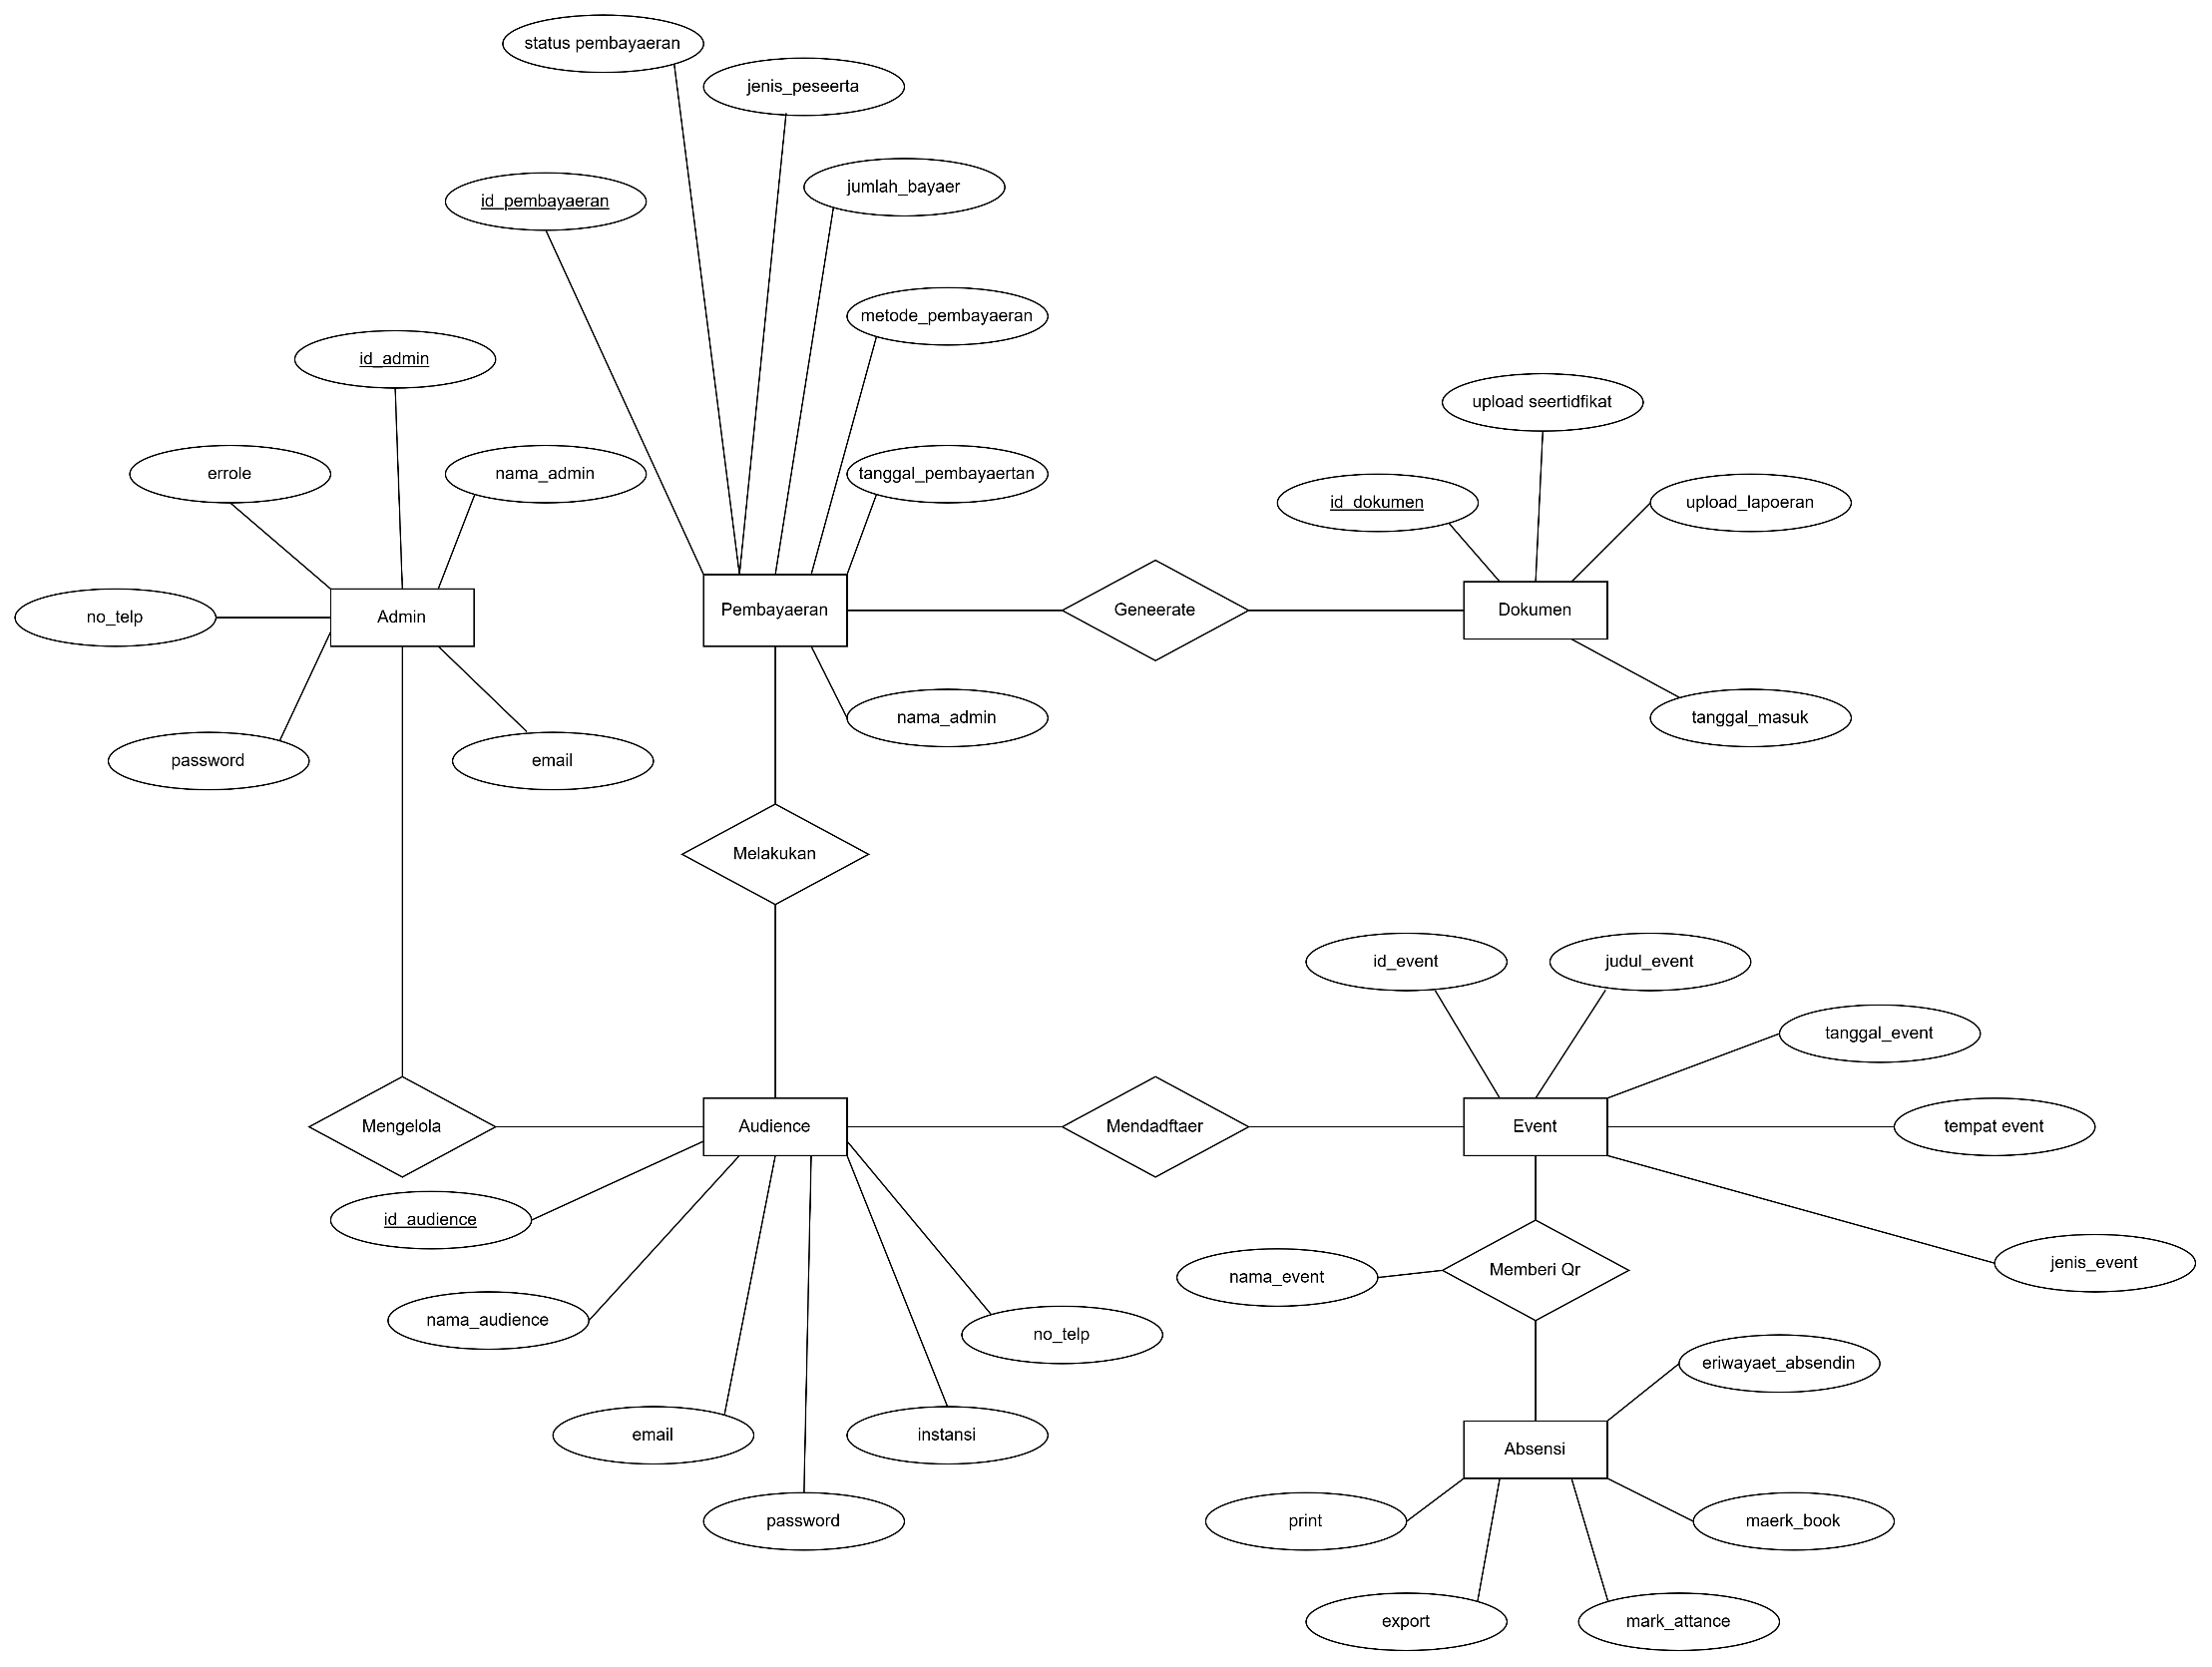 status pembayaeran
jenis_peseerta
jumlah_bayaer
id_pembayaeran
metode_pembayaeran
id_admin
upload seertidfikat
errole
nama_admin
tanggal_pembayaertan
id_dokumen
upload_lapoeran
no_telp
Admin
Pembayaeran
Geneerate
Dokumen
nama_admin
tanggal_masuk
password
email
Melakukan
id_event
judul_event
tanggal_event
Mengelola
Audience
Mendadftaer
Event
tempat event
id_audience
nama_event
Memberi Qr
jenis_event
nama_audience
no_telp
eriwayaet_absendin
email
instansi
Absensi
password
print
maerk_book
export
mark_attance